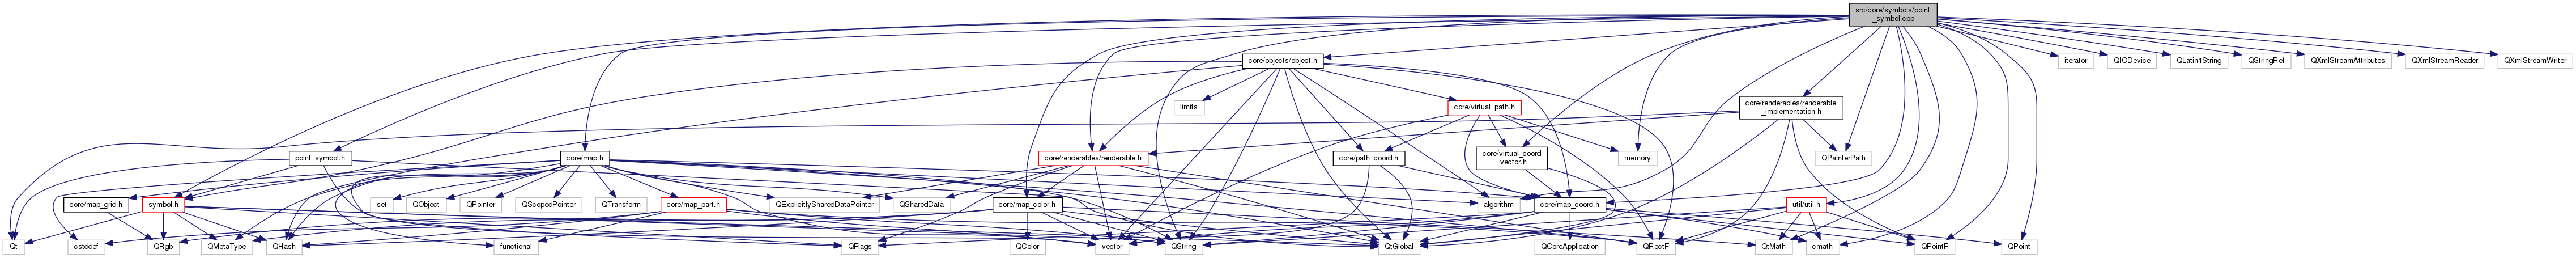 src/core/symbols/point
_symbol.cpp
core/objects/object.h
iterator
QIODevice
QLatin1String
QStringRef
QXmlStreamAttributes
QXmlStreamReader
QXmlStreamWriter
limits
core/virtual_path.h
core/renderables/renderable
_implementation.h
point_symbol.h
core/map.h
core/renderables/renderable.h
core/path_coord.h
core/virtual_coord
_vector.h
memory
QPainterPath
core/map_grid.h
symbol.h
set
QObject
QPointer
QScopedPointer
QTransform
core/map_part.h
QExplicitlySharedDataPointer
QSharedData
core/map_color.h
algorithm
core/map_coord.h
util/util.h
Qt
cstddef
QRgb
QMetaType
QHash
functional
QFlags
QColor
vector
QString
QtGlobal
QCoreApplication
QRectF
QtMath
cmath
QPointF
QPoint